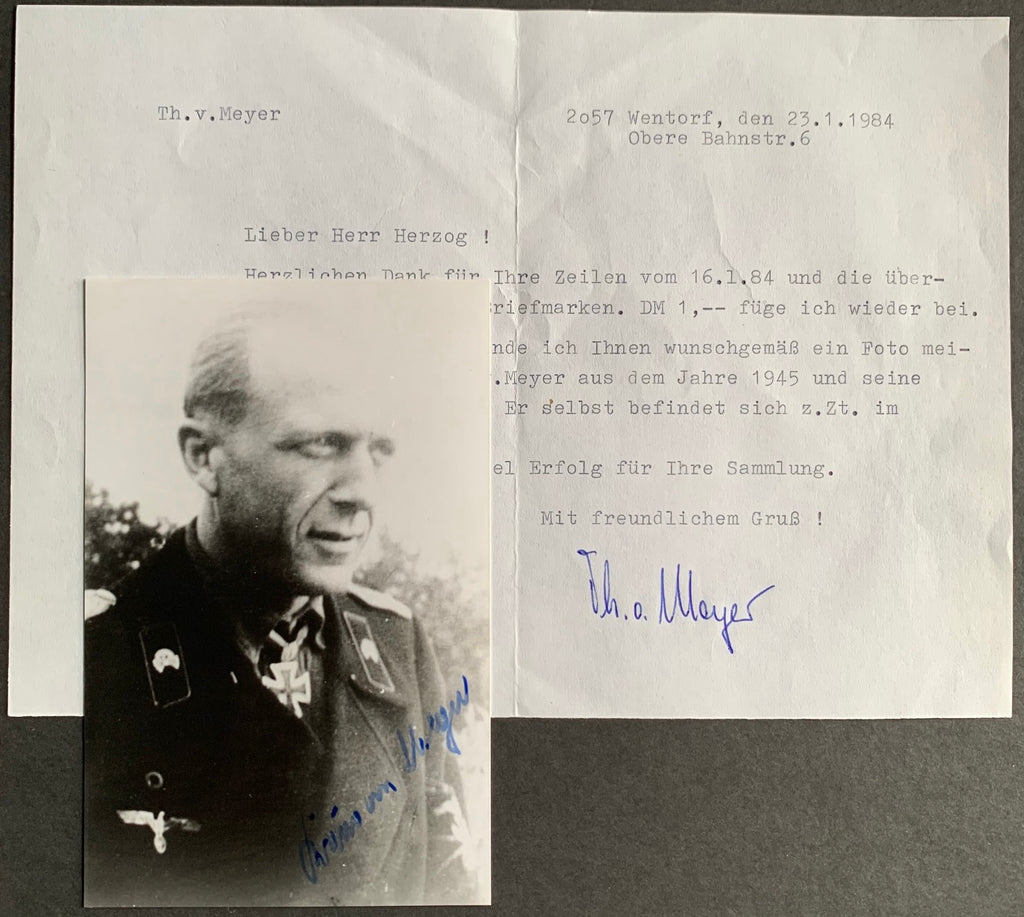 Th.v.Meyer
2o57 Wentorf, den 23.1.1984
Obere Bahnstr.6
Lieber Herr Herzog !
Herzlichen Dank für Ihre Zeilen vom 16.1.84 und die über-
riefmarken. DM 1,-- füge ich wieder bei.
nde ich Ihnen wunschgemäß ein Foto mei-
.Meyer aus dem Jahre 1945 und seine
Er selbst befindet sich z.Zt. im
el Erfolg für Ihre Sammlung.
Mit freundlichem Gruß !
Th. v. Meyer
von Meyer